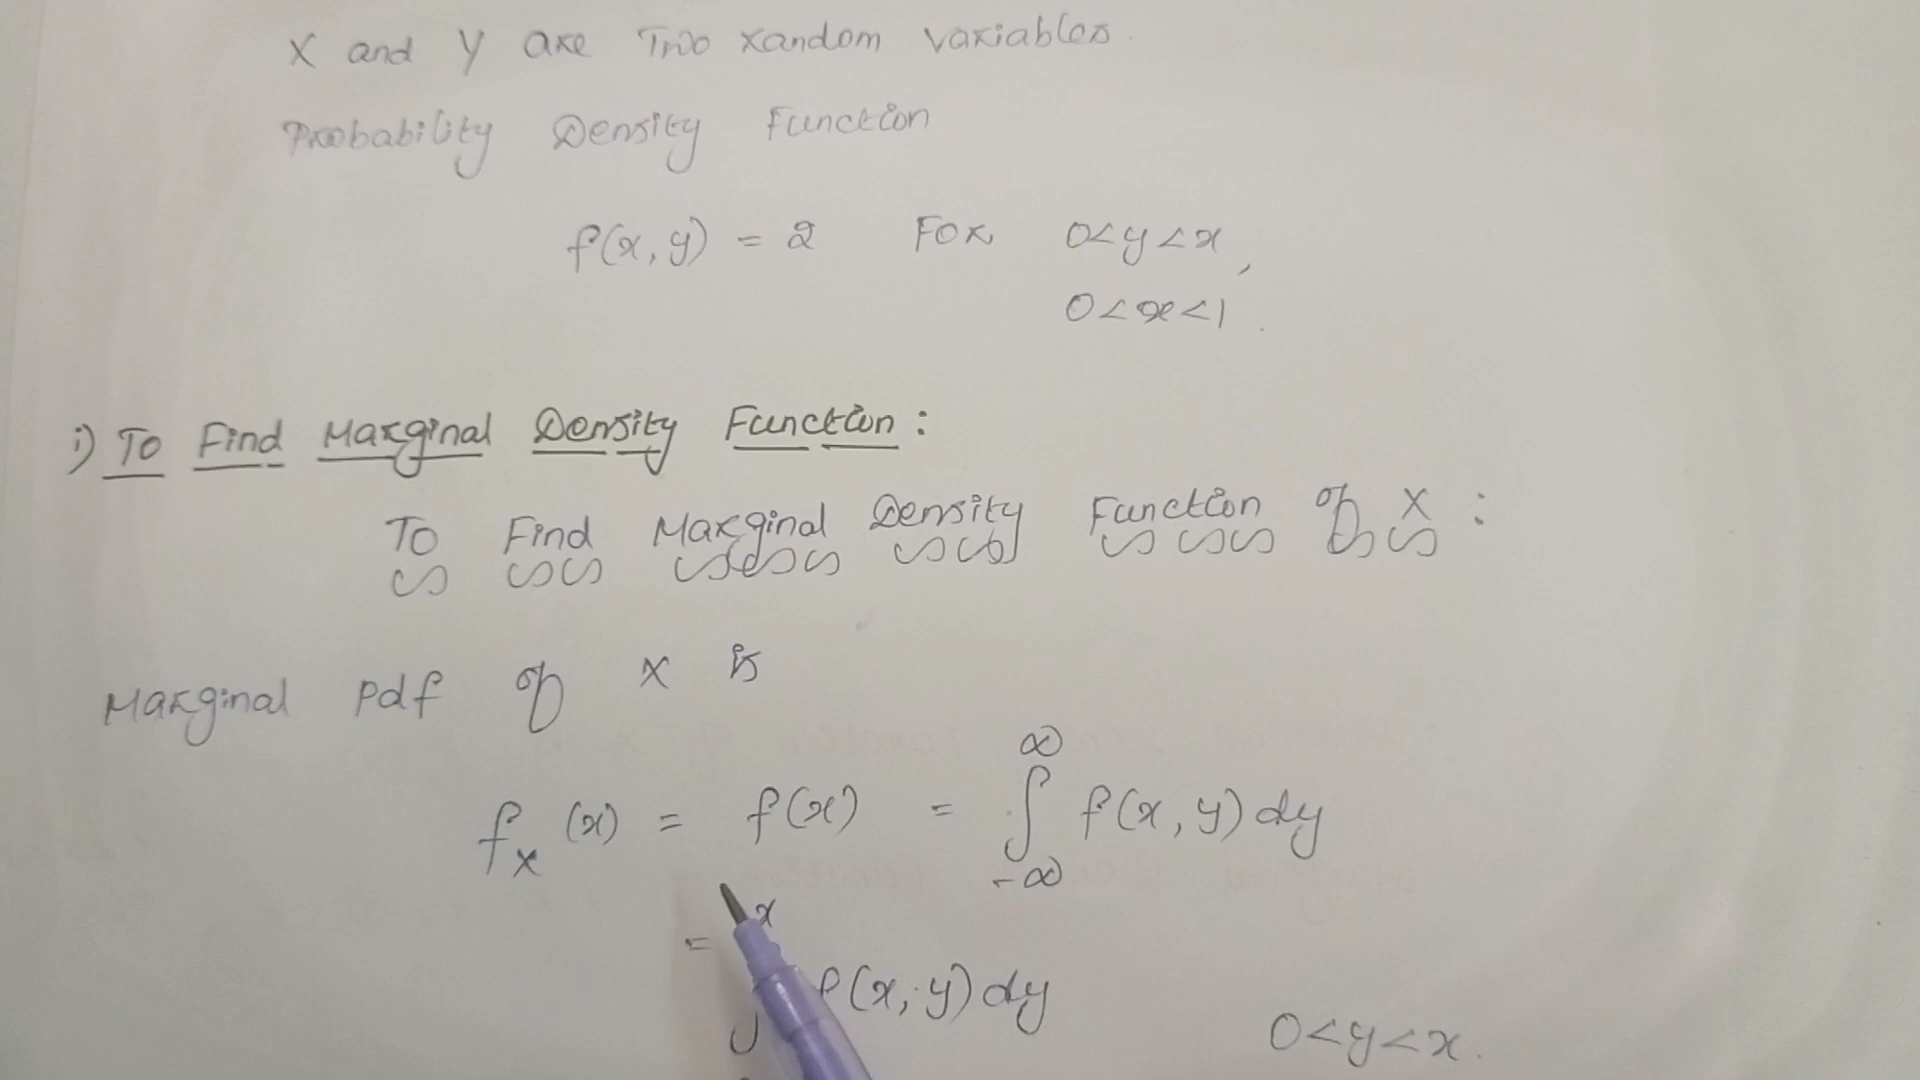 X and Y are Two random variables.
Probability Density Function
f(x, y) = 2 For 0<y<x,
0<x<1.
i) To Find Marginal Density Function:
To Find Marginal Density Function of X :
Marginal pdf of X is
f_X (x) = f(x) = ∫_{-∞}^{∞} f(x, y) dy
= ∫^{x} f(x, y) dy 0<y<x.